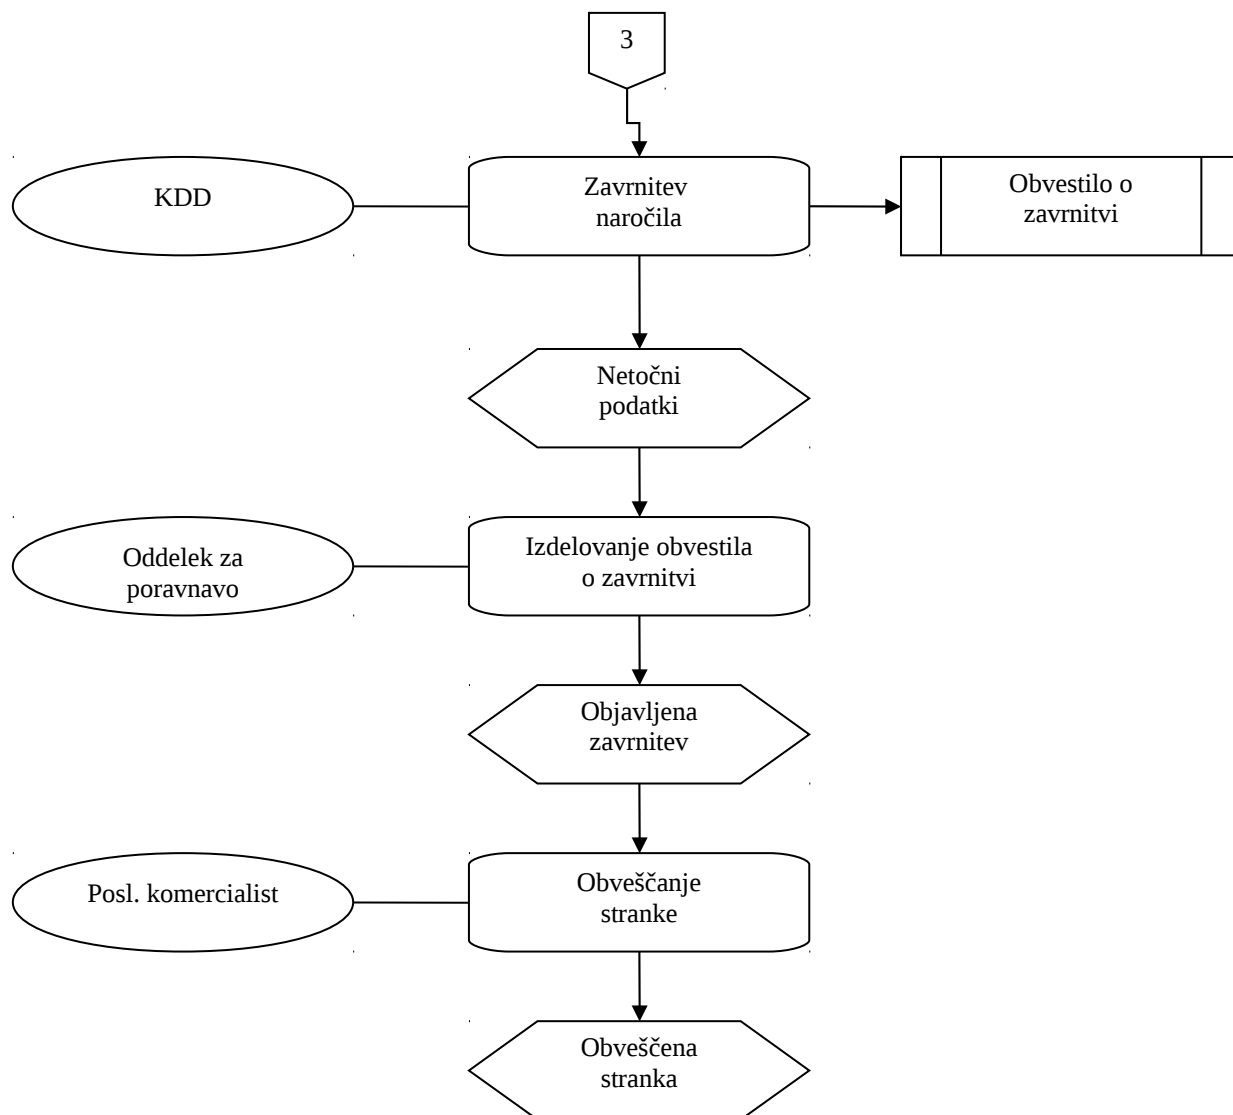 3
KDD
Zavrnitev
naročila
Obvestilo o
zavrnitvi
Netočni
podatki
Oddelek za
poravnavo
Izdelovanje obvestila
o zavrnitvi
Objavljena
zavrnitev
Posl. komercialist
Obveščanje
stranke
Obveščena
stranka